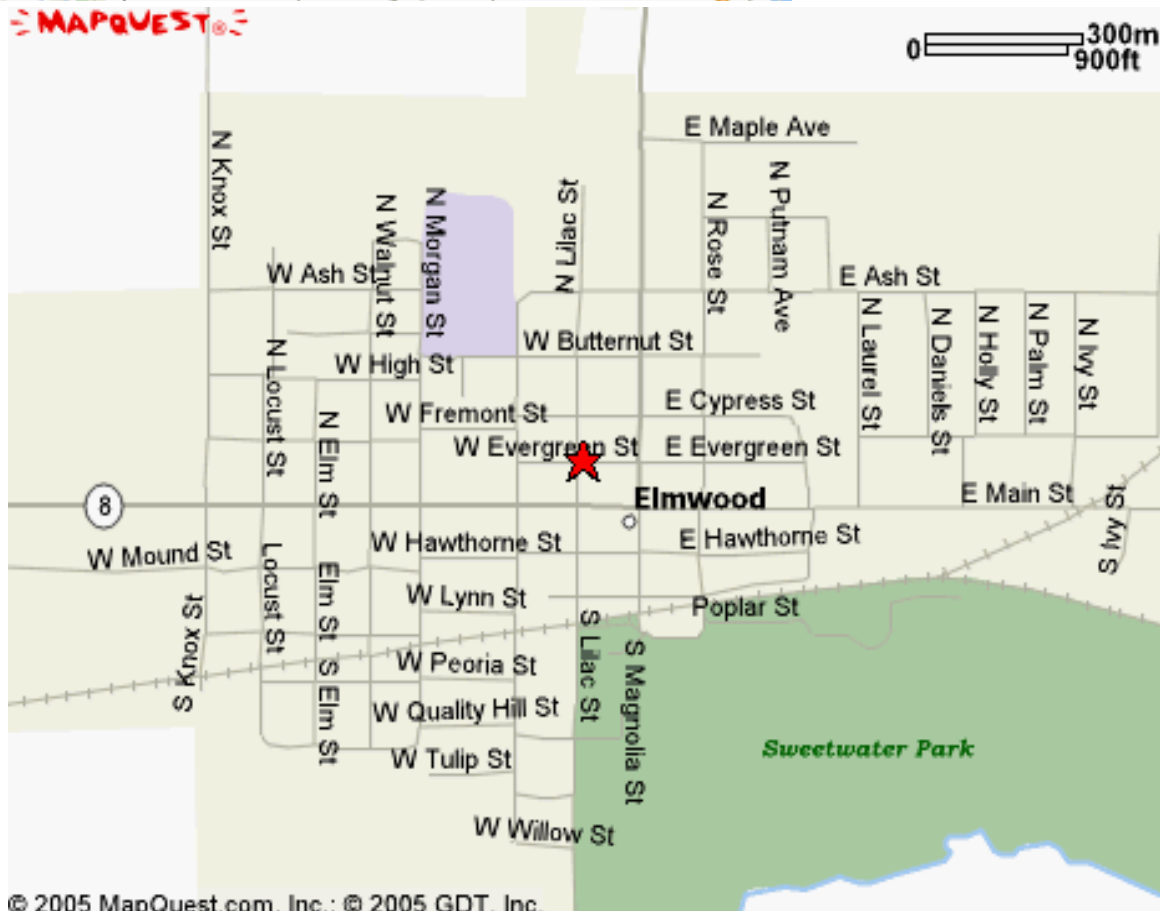 MAPQUEST®
0 300m
900ft
E Maple Ave
N Knox St
N Walnut St
N Morgan St
N Lilac St
N Rose St
N Putnam Ave
W Ash St
E Ash St
N Laurel St
N Daniels St
N Holly St
N Palm St
N Ivy St
W Butternut St
N Locust St
W High St
E Cypress St
W Fremont St
N Elm St
W Evergreen St
E Evergreen St
8
Elmwood
E Main St
S Ivy St
W Mound St
W Hawthorne St
E Hawthorne St
Locust St
Elm St
S Knox St
W Lynn St
Poplar St
S Lilac St
S Magnolia St
W Peoria St
S Elm St
W Quality Hill St
Sweetwater Park
W Tulip St
W Willow St
© 2005 MapQuest.com, Inc.; © 2005 GDT, Inc.